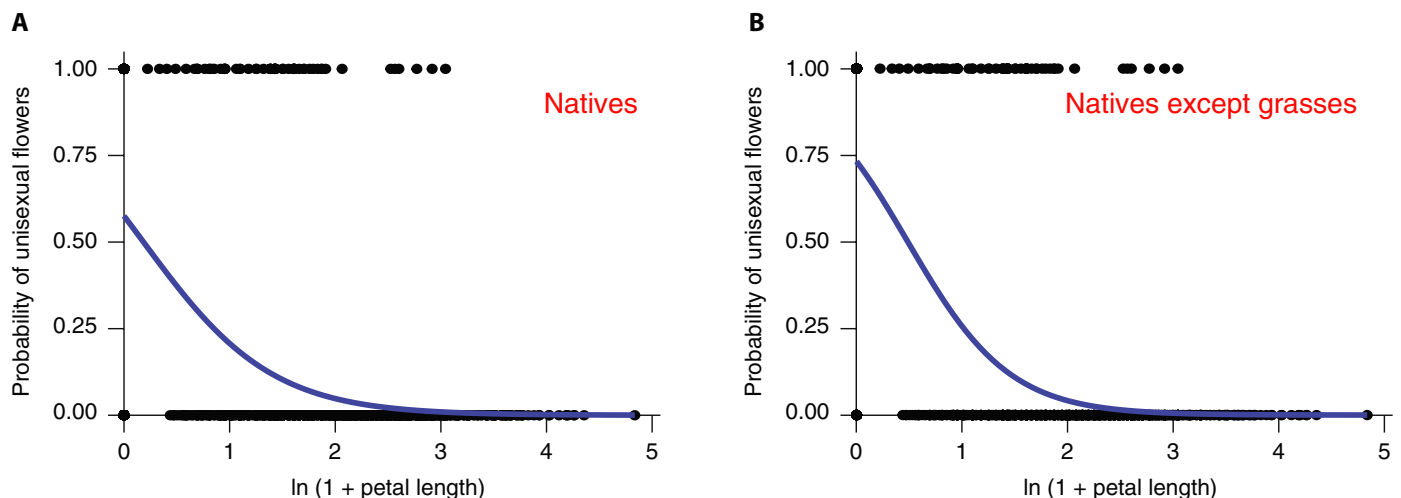 A
Probability of unisexual flowers
1.00
0.75
0.50
0.25
0.00
Natives
0 1 2 3 4 5
ln (1 + petal length)
B
Probability of unisexual flowers
1.00
0.75
0.50
0.25
0.00
Natives except grasses
0 1 2 3 4 5
ln (1 + petal length)